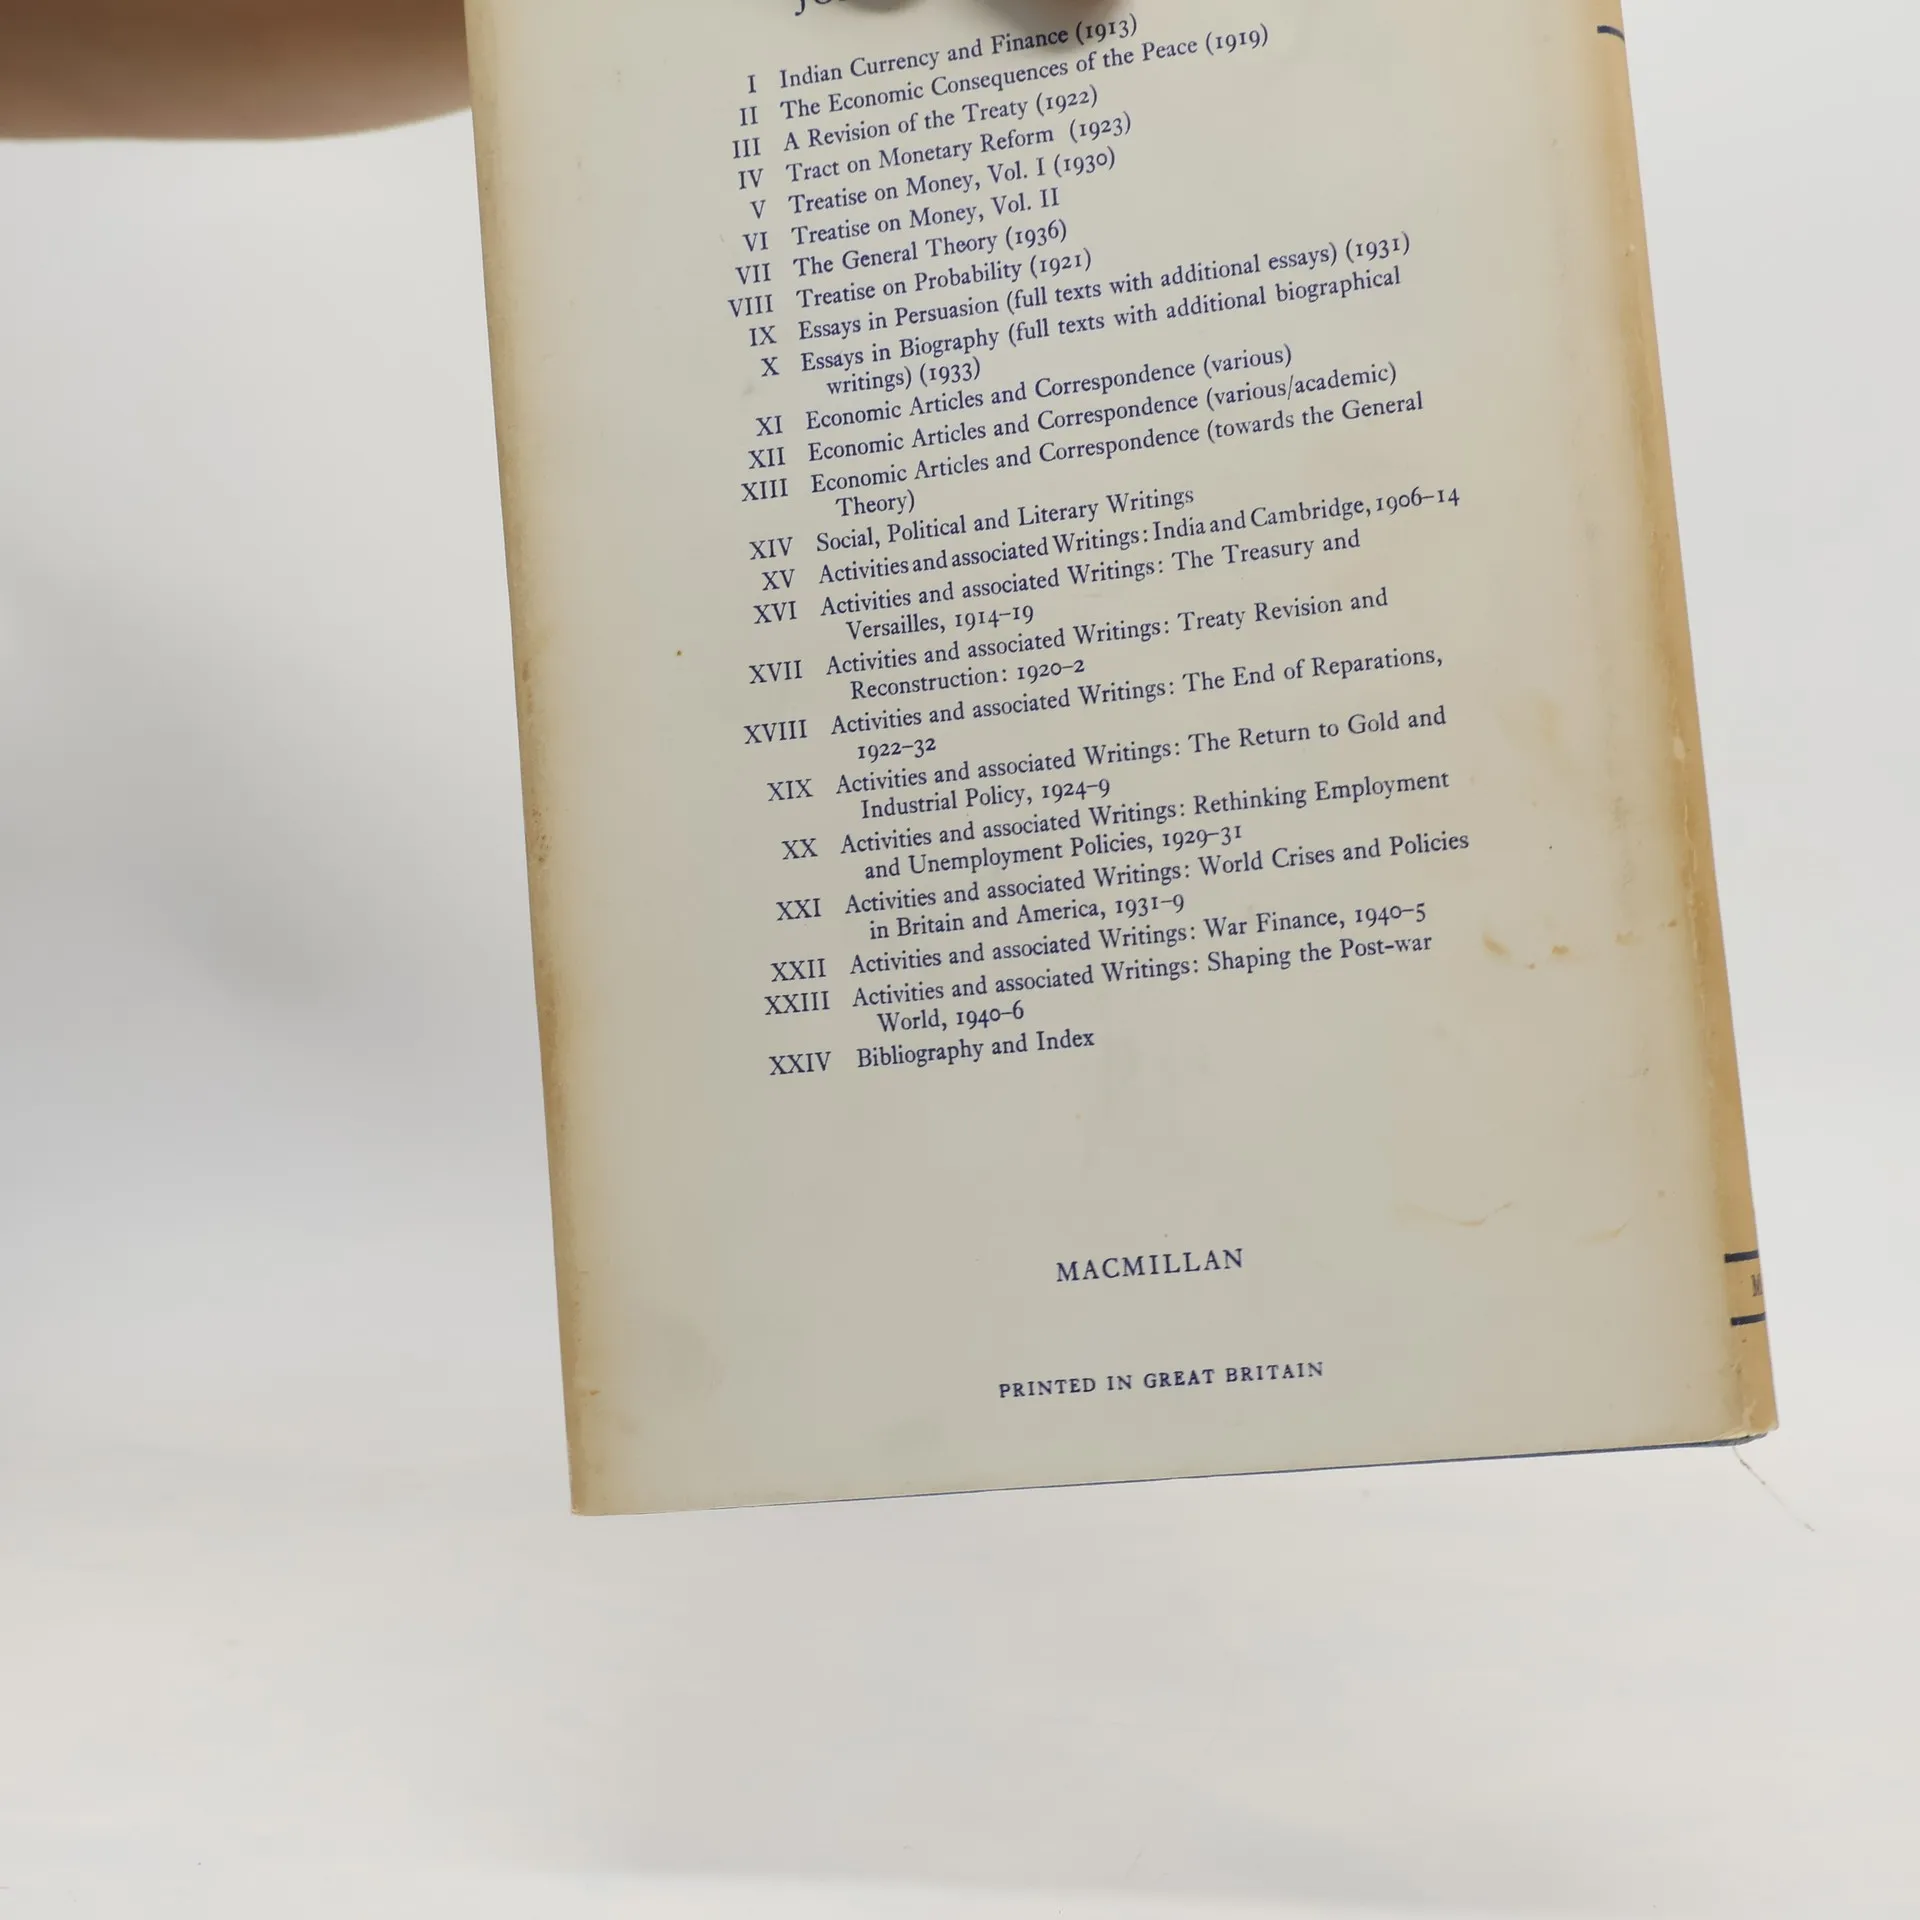 I Indian Currency and Finance (1913)
II The Economic Consequences of the Peace (1919)
III A Revision of the Treaty (1922)
IV Tract on Monetary Reform (1923)
V Treatise on Money, Vol. I (1930)
VI Treatise on Money, Vol. II
VII The General Theory (1936)
VIII Treatise on Probability (1921)
IX Essays in Persuasion (full texts with additional essays) (1931)
X Essays in Biography (full texts with additional biographical
writings) (1933)
XI Economic Articles and Correspondence (various)
XII Economic Articles and Correspondence (various/academic)
XIII Economic Articles and Correspondence (towards the General
Theory)
XIV Social, Political and Literary Writings
XV Activities and associated Writings: India and Cambridge, 1906–14
XVI Activities and associated Writings: The Treasury and
Versailles, 1914–19
XVII Activities and associated Writings: Treaty Revision and
Reconstruction: 1920–2
XVIII Activities and associated Writings: The End of Reparations,
1922–32
XIX Activities and associated Writings: The Return to Gold and
Industrial Policy, 1924–9
XX Activities and associated Writings: Rethinking Employment
and Unemployment Policies, 1929–31
XXI Activities and associated Writings: World Crises and Policies
in Britain and America, 1931–9
XXII Activities and associated Writings: War Finance, 1940–5
XXIII Activities and associated Writings: Shaping the Post-war
World, 1940–6
XXIV Bibliography and Index
MACMILLAN
PRINTED IN GREAT BRITAIN